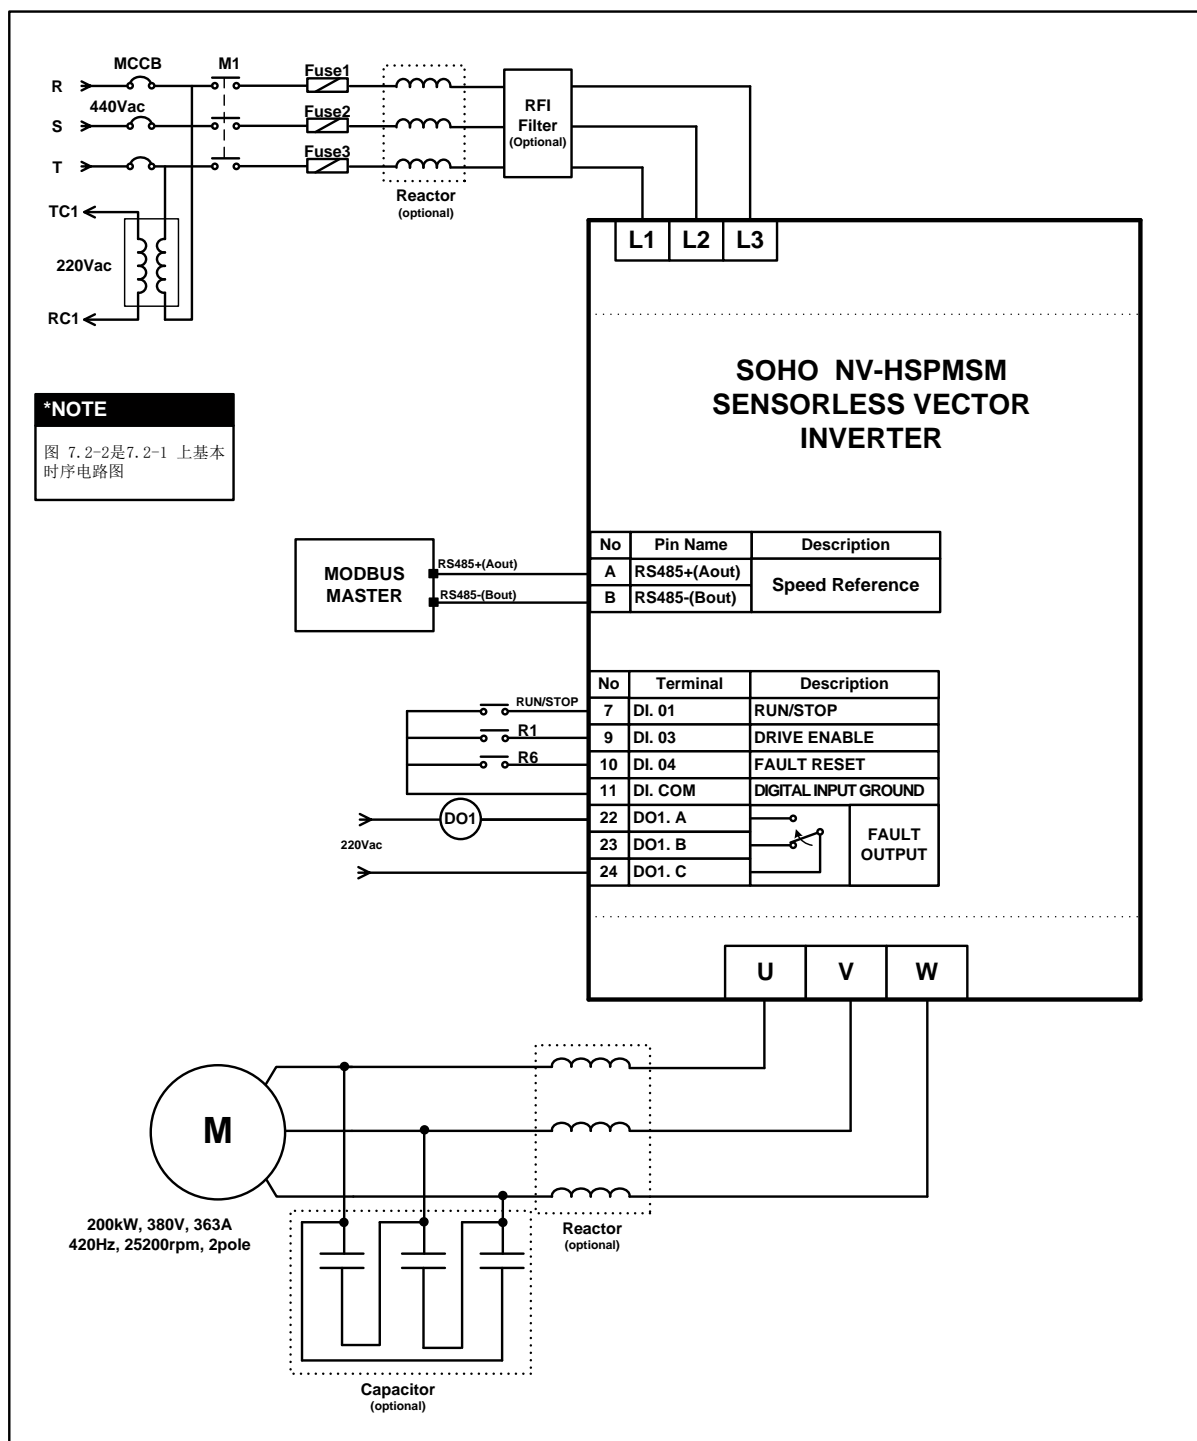 MCCB
M1
Fuse1
R
440Vac
Fuse2
S
Fuse3
T
RFI
Filter
(Optional)
Reactor
(optional)
TC1
220Vac
RC1
L1 L2 L3
SOHO NV-HSPMSM
SENSORLESS VECTOR
INVERTER
*NOTE
图 7.2-2是7.2-1 上基本
时序电路图
MODBUS
MASTER
RS485+(Aout)
RS485-(Bout)
No Pin Name Description
A RS485+(Aout) Speed Reference
B RS485-(Bout)
RUN/STOP
R1
R6
No Terminal Description
7 DI. 01 RUN/STOP
9 DI. 03 DRIVE ENABLE
10 DI. 04 FAULT RESET
11 DI. COM DIGITAL INPUT GROUND
22 DO1. A
23 DO1. B
24 DO1. C
FAULT
OUTPUT
DO1
220Vac
U V W
M
200kW, 380V, 363A
420Hz, 25200rpm, 2pole
Reactor
(optional)
Capacitor
(optional)